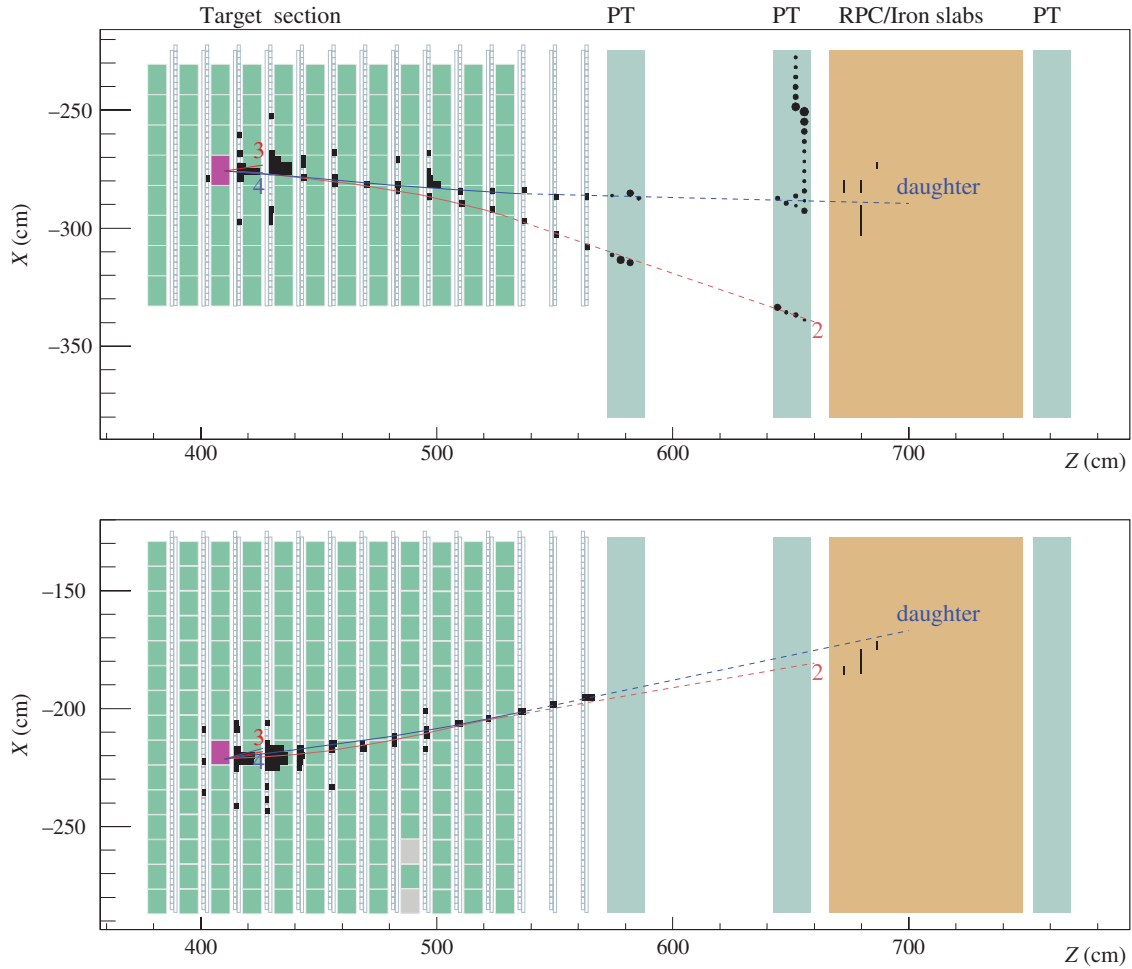 Target section PT PT RPC/Iron slabs PT
−250
−300
−350
X (cm)
3
4
daughter
2
400 500 600 700
Z (cm)
−150
−200
−250
X (cm)
daughter
2
3
4
400 500 600 700
Z (cm)